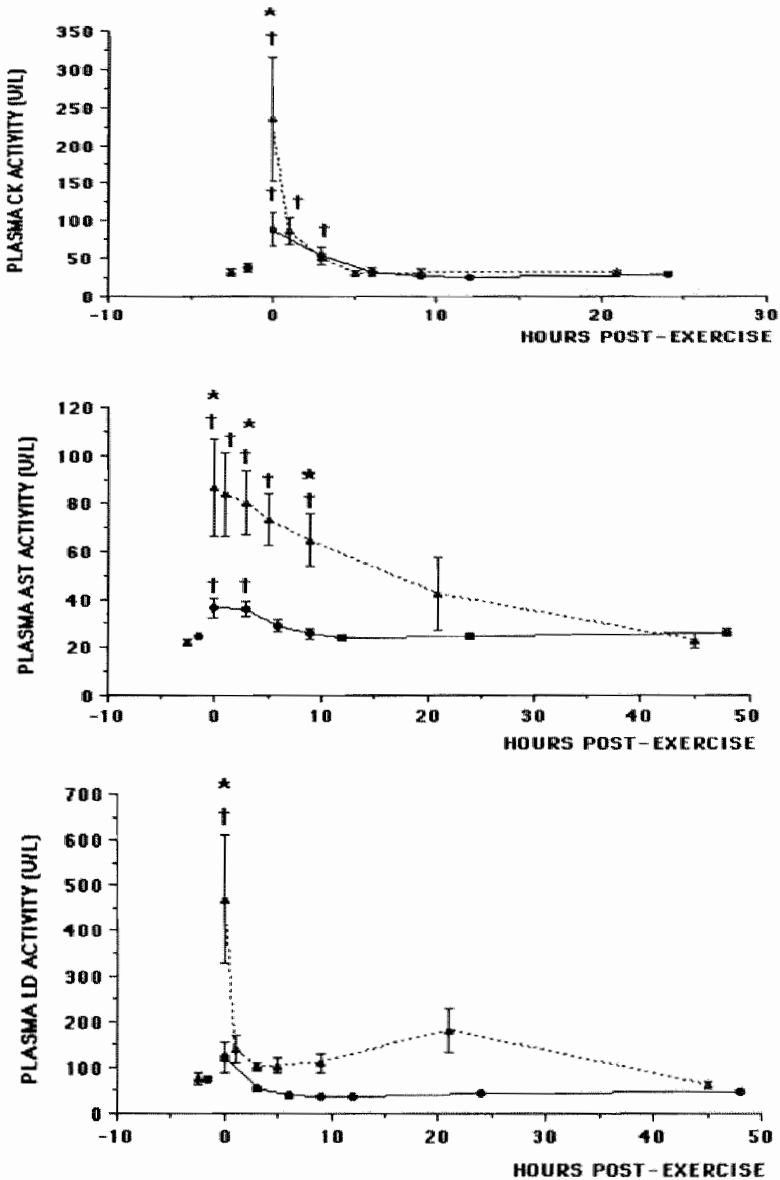 * †
350
300
250
200
150
100
50
0
PLASMA CK ACTIVITY (U/L)
† † †
-10 0 10 20 30
HOURS POST-EXERCISE
* *
† † † † *
†
120
100
80
60
40
20
0
PLASMA AST ACTIVITY (U/L)
† †
-10 0 10 20 30 40 50
HOURS POST-EXERCISE
*
†
700
600
500
400
300
200
100
0
PLASMA LD ACTIVITY (U/L)
-10 0 10 20 30 40 50
HOURS POST-EXERCISE